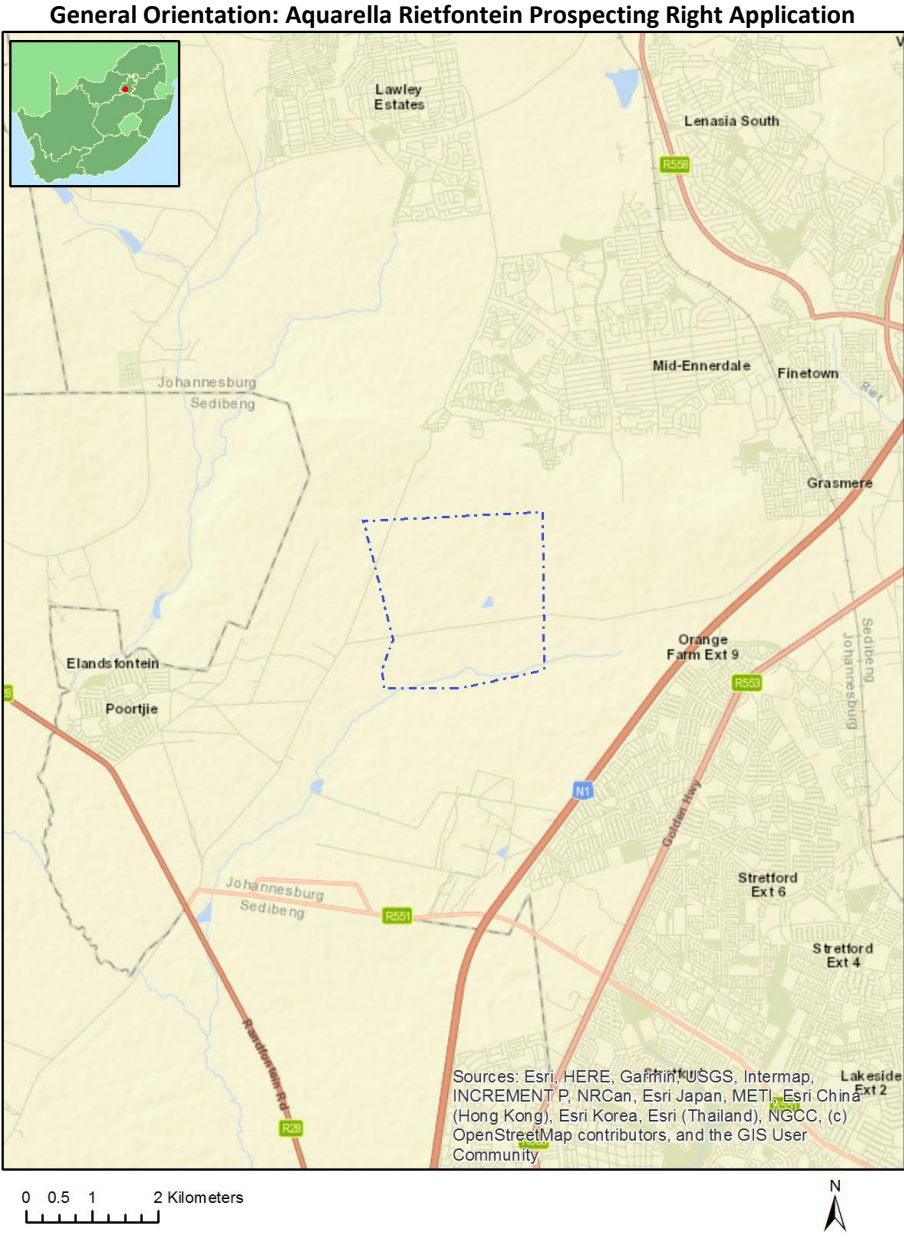 General Orientation: Aquarella Rietfontein Prospecting Right Application
Lawley
Estates
Lenasia South
R558
Mid-Ennerdale
Finetown
Riet
Johannesburg
Sedibeng
Grasmere
Orange
Farm Ext 9
R553
Sedibeng
Johannesburg
Elandsfontein
Poortjie
N1
Golden Hwy
Stretford
Ext 6
Johannesburg
Sedibeng
R551
Stretford
Ext 4
Randfontein Rd
R28
Stretford
Lakeside
Ext 2
Sources: Esri, HERE, Garmin, USGS, Intermap,
INCREMENT P, NRCan, Esri Japan, METI, Esri China
(Hong Kong), Esri Korea, Esri (Thailand), NGCC, (c)
OpenStreetMap contributors, and the GIS User
Community
0 0.5 1 2 Kilometers
N